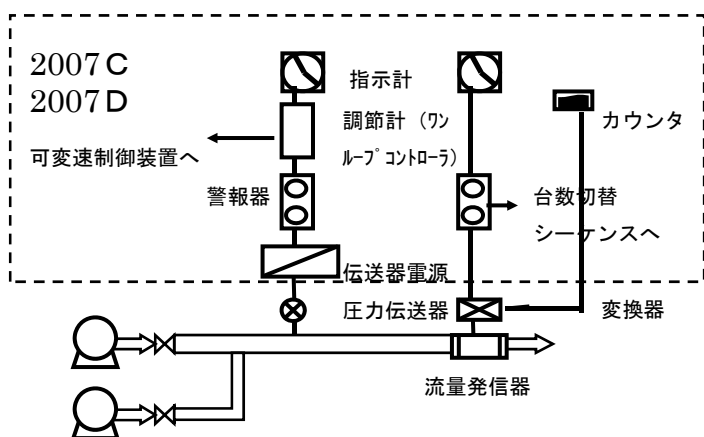 2007C
2007D
指示計
調節計（ワン
ループコントローラ）
カウンタ
可変速制御装置へ
警報器
台数切替
シーケンスへ
伝送器電源
圧力伝送器
変換器
流量発信器